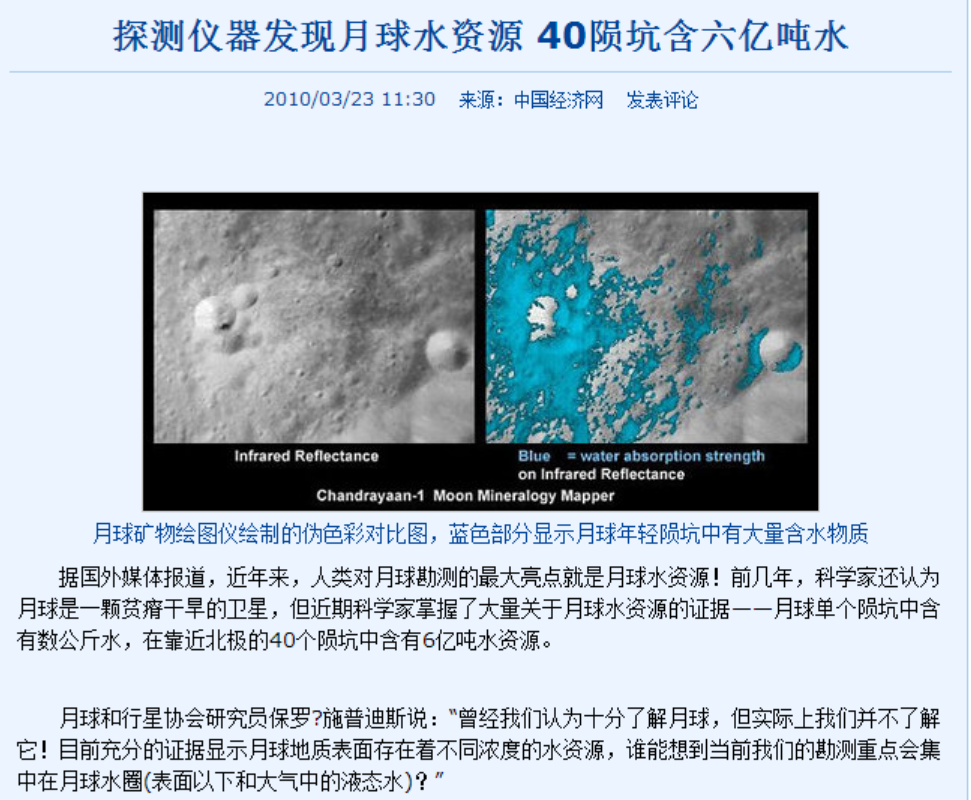 探测仪器发现月球水资源 40陨坑含六亿吨水
2010/03/23 11:30 来源：中国经济网 发表评论
Infrared Reflectance
Blue = water absorption strength
on Infrared Reflectance
Chandrayaan-1 Moon Mineralogy Mapper
月球矿物绘图仪绘制的伪色彩对比图，蓝色部分显示月球年轻陨坑中有大量含水物质
据国外媒体报道，近年来，人类对月球勘测的最大亮点就是月球水资源！前几年，科学家还认为
月球是一颗贫瘠干旱的卫星，但近期科学家掌握了大量关于月球水资源的证据——月球单个陨坑中含
有数公斤水，在靠近北极的40个陨坑中含有6亿吨水资源。
月球和行星协会研究员保罗?施普迪斯说：“曾经我们认为十分了解月球，但实际上我们并不了解
它！目前充分的证据显示月球地质表面存在着不同浓度的水资源，谁能想到当前我们的勘测重点会集
中在月球水圈(表面以下和大气中的液态水)？”